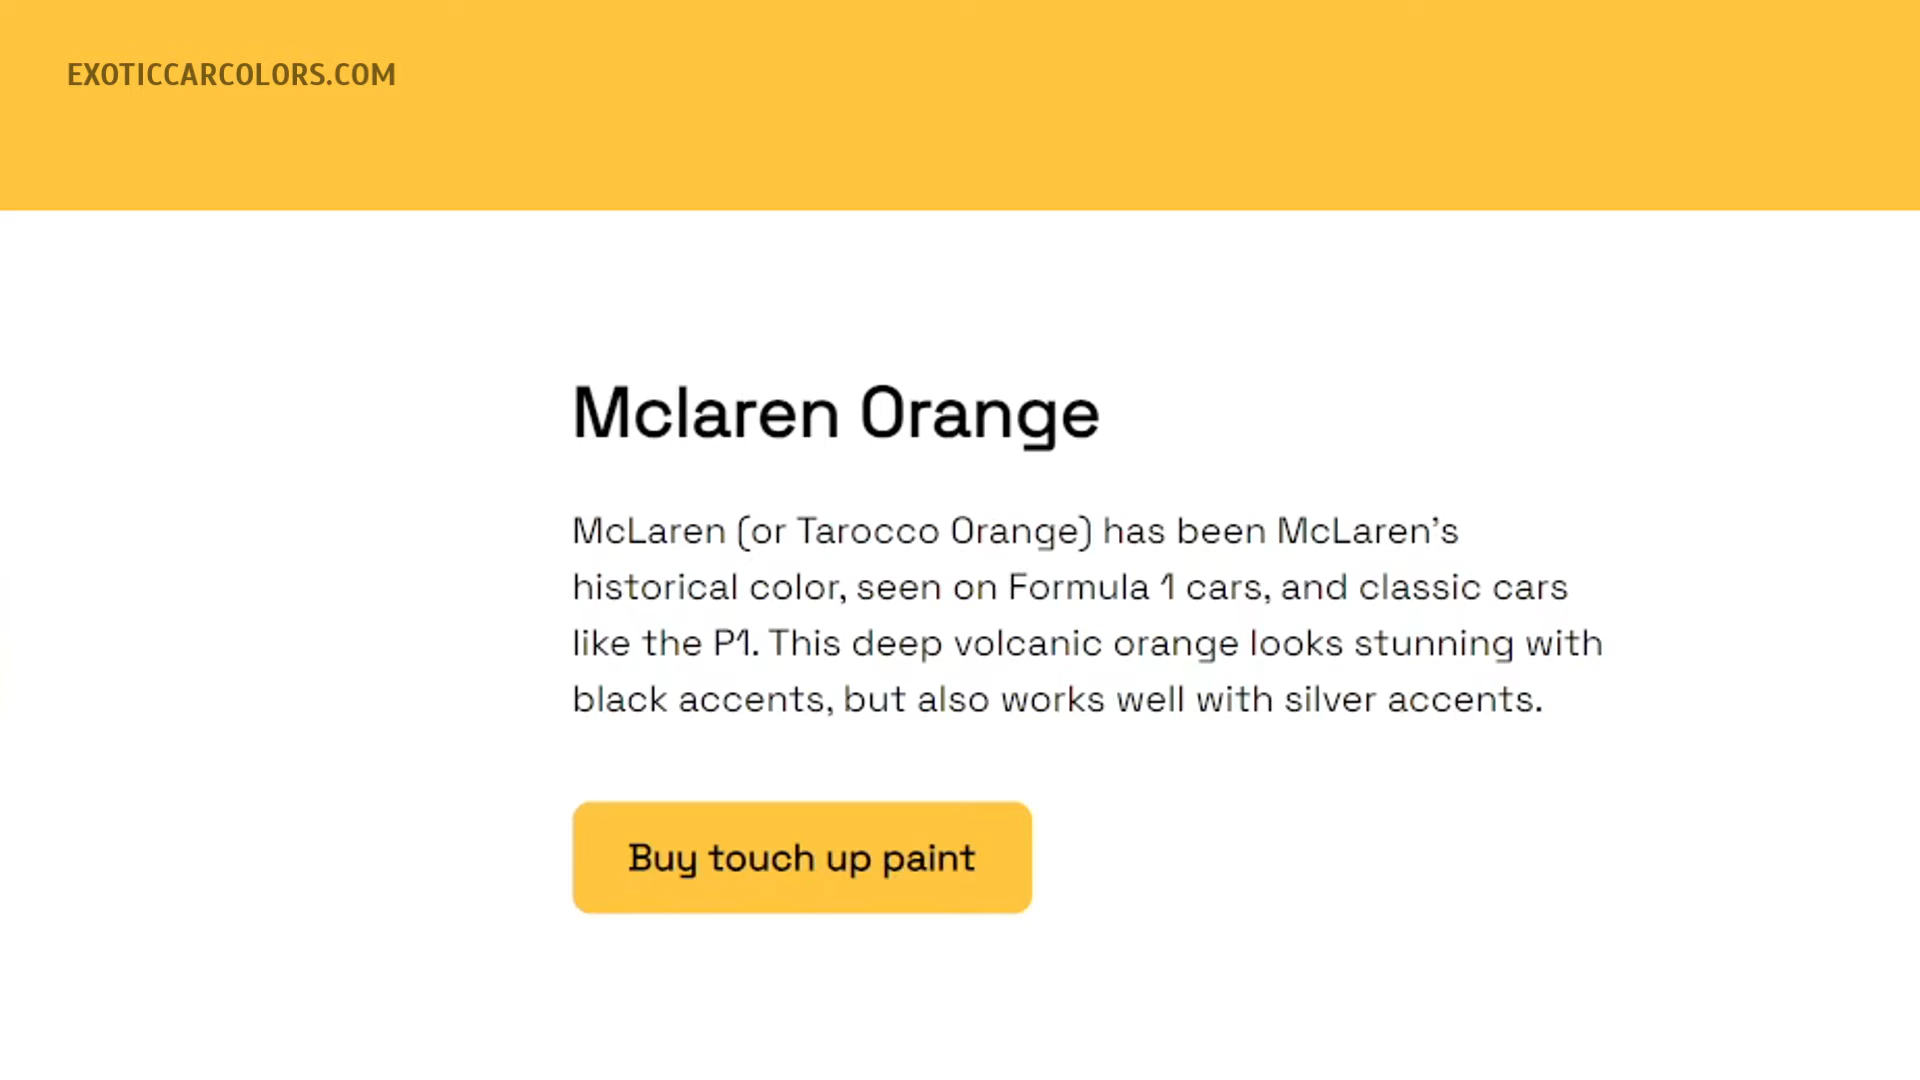 EXOTICCARCOLORS.COM
Mclaren Orange
McLaren (or Tarocco Orange) has been McLaren’s
historical color, seen on Formula 1 cars, and classic cars
like the P1. This deep volcanic orange looks stunning with
black accents, but also works well with silver accents.
Buy touch up paint